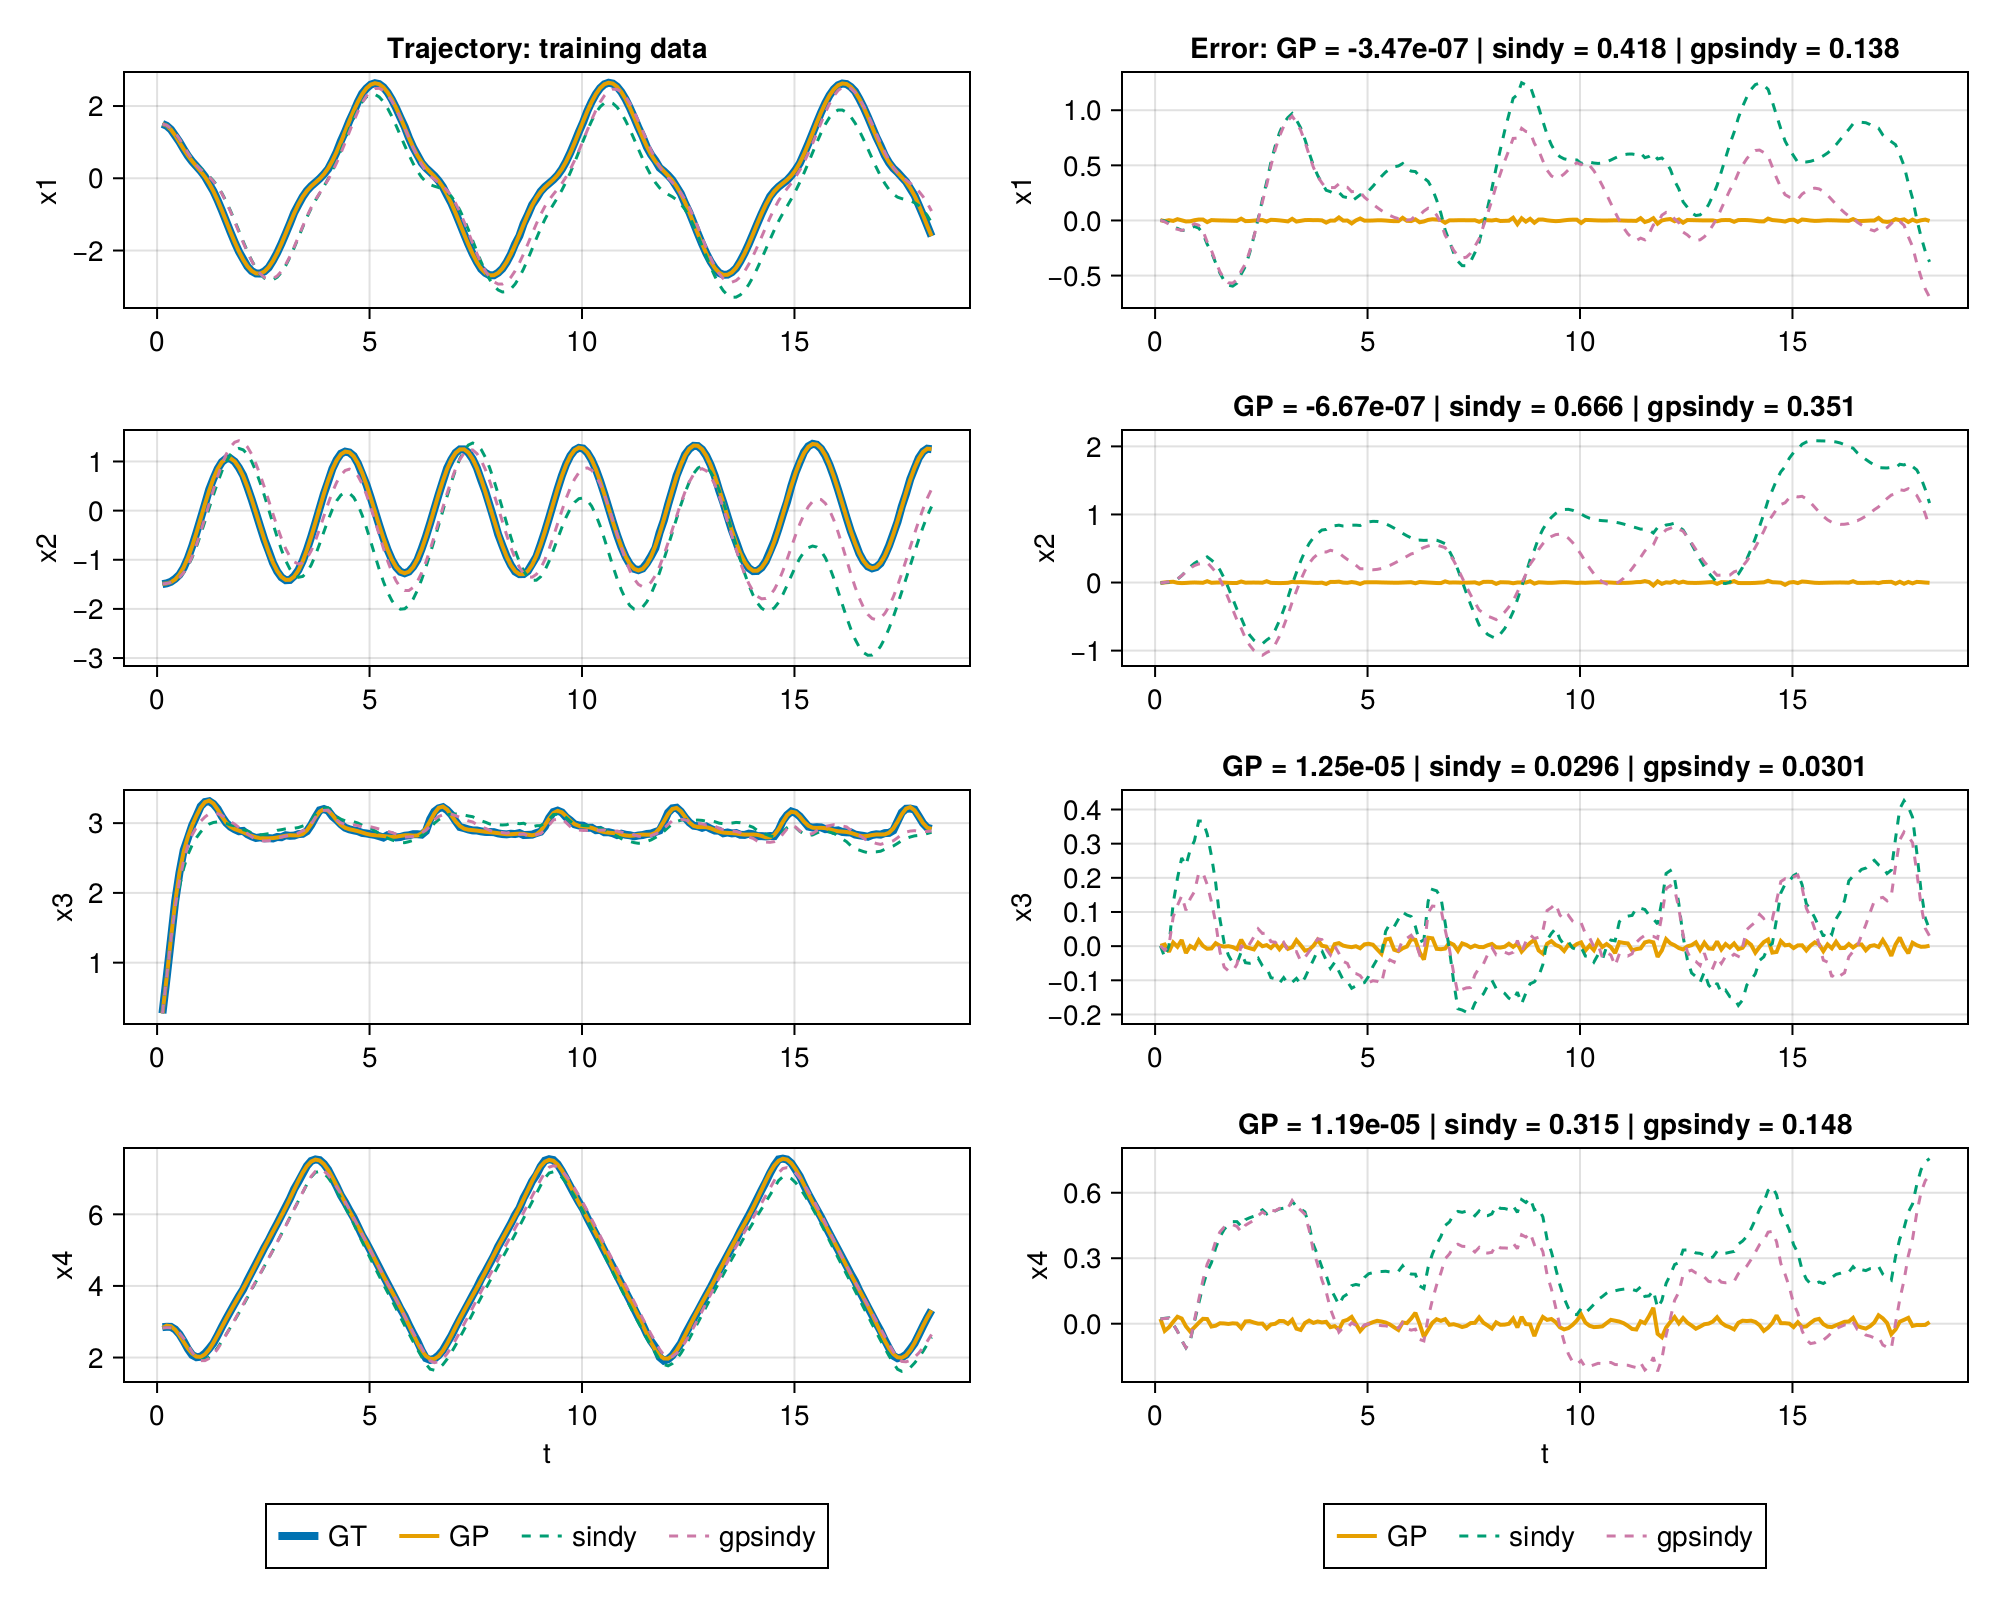 Trajectory: training data
2
0
−2
x1
0 5 10 15
Error: GP = -3.47e-07 | sindy = 0.418 | gpsindy = 0.138
1.0
0.5
0.0
−0.5
x1
0 5 10 15
1
0
−1
−2
−3
x2
0 5 10 15
GP = -6.67e-07 | sindy = 0.666 | gpsindy = 0.351
2
1
0
−1
x2
0 5 10 15
3
2
1
x3
0 5 10 15
GP = 1.25e-05 | sindy = 0.0296 | gpsindy = 0.0301
0.4
0.3
0.2
0.1
0.0
−0.1
−0.2
x3
0 5 10 15
6
4
2
x4
0 5 10 15
t
GP = 1.19e-05 | sindy = 0.315 | gpsindy = 0.148
0.6
0.3
0.0
x4
0 5 10 15
t
GT GP sindy gpsindy
GP sindy gpsindy